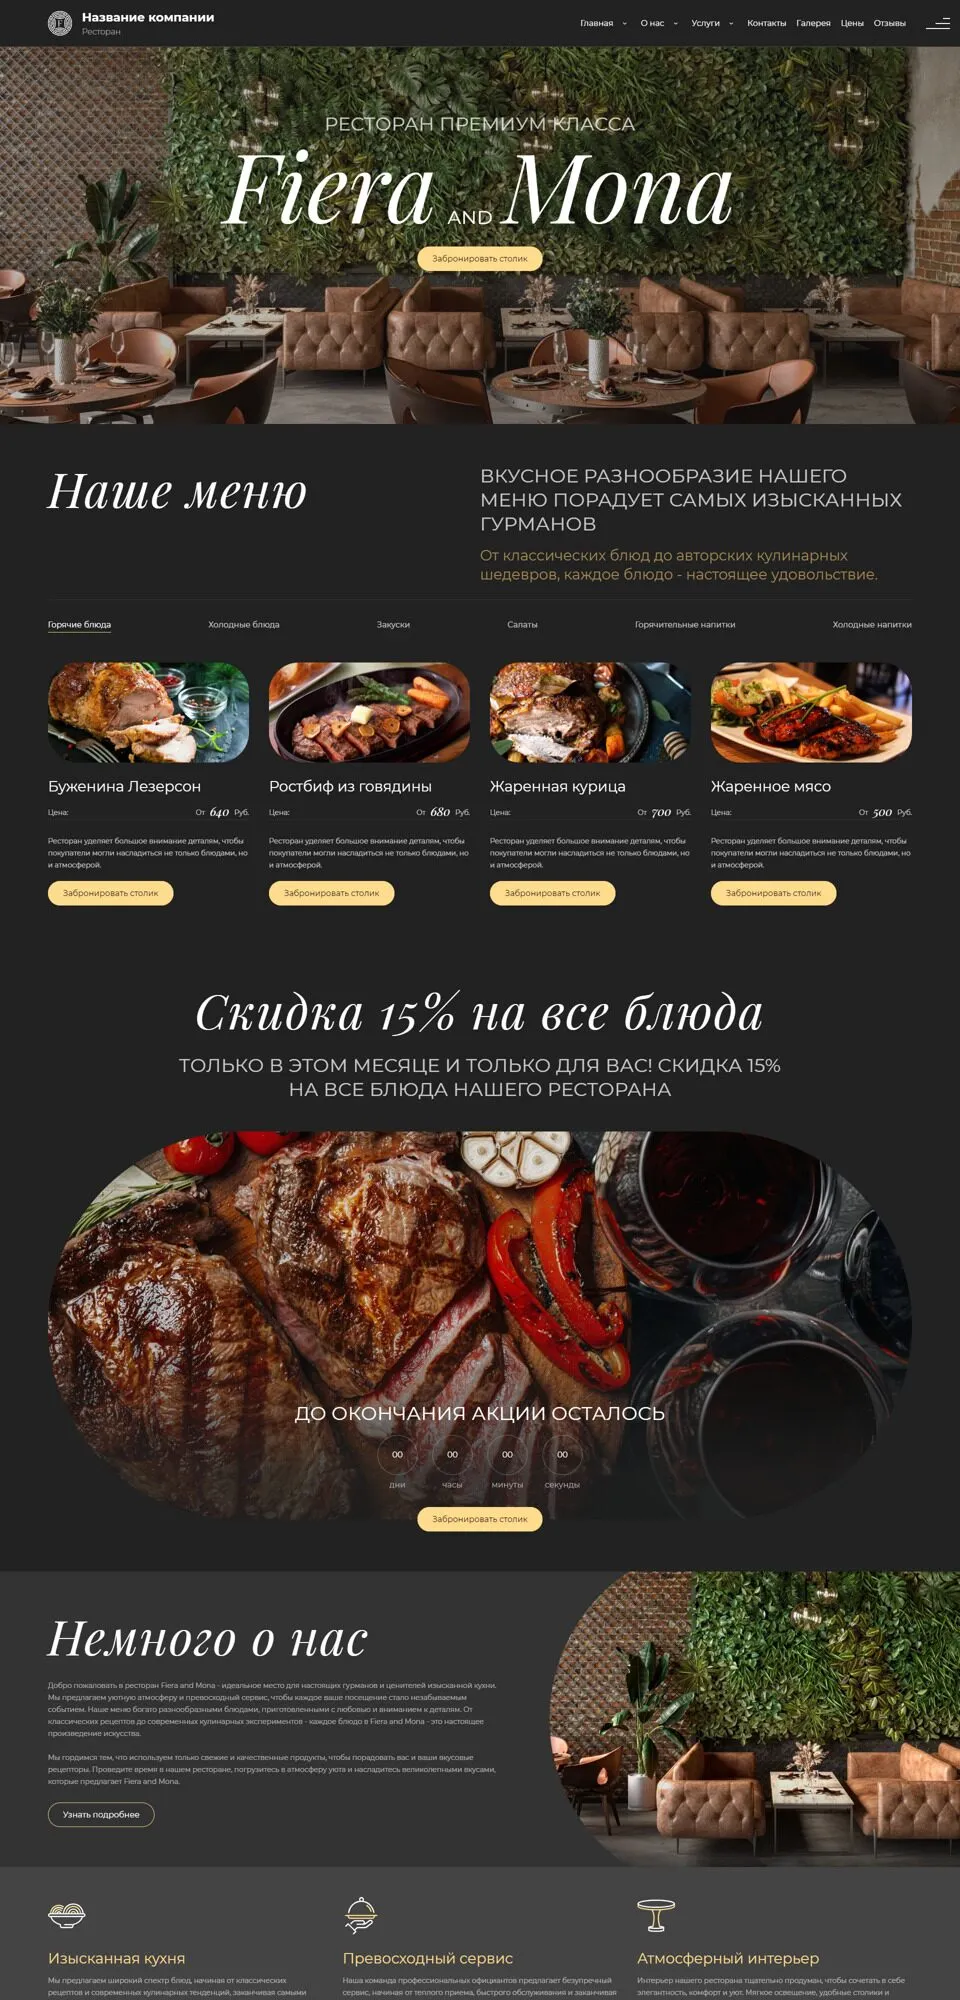 Название компании
Ресторан
Главная О нас Услуги Контакты Галерея Цены Отзывы
РЕСТОРАН ПРЕМИУМ КЛАССА
Fiera AND Mona
Забронировать столик
Наше меню
ВКУСНОЕ РАЗНООБРАЗИЕ НАШЕГО
МЕНЮ ПОРАДУЕТ САМЫХ ИЗЫСКАННЫХ
ГУРМАНОВ
От классических блюд до авторских кулинарных
шедевров, каждое блюдо - настоящее удовольствие.
Горячие блюда Холодные блюда Закуски Салаты Горячительные напитки Холодные напитки
Буженина Лезерсон
Цена: От 640 Руб.
Ресторан уделяет большое внимание деталям, чтобы
покупатели могли насладиться не только блюдами, но
и атмосферой.
Забронировать столик
Ростбиф из говядины
Цена: От 680 Руб.
Ресторан уделяет большое внимание деталям, чтобы
покупатели могли насладиться не только блюдами, но
и атмосферой.
Забронировать столик
Жаренная курица
Цена: От 700 Руб.
Ресторан уделяет большое внимание деталям, чтобы
покупатели могли насладиться не только блюдами, но
и атмосферой.
Забронировать столик
Жаренное мясо
Цена: От 500 Руб.
Ресторан уделяет большое внимание деталям, чтобы
покупатели могли насладиться не только блюдами, но
и атмосферой.
Забронировать столик
Скидка 15% на все блюда
ТОЛЬКО В ЭТОМ МЕСЯЦЕ И ТОЛЬКО ДЛЯ ВАС! СКИДКА 15%
НА ВСЕ БЛЮДА НАШЕГО РЕСТОРАНА
ДО ОКОНЧАНИЯ АКЦИИ ОСТАЛОСЬ
00 00 00 00
дни часы минуты секунды
Забронировать столик
Немного о нас
Добро пожаловать в ресторан Fiera and Mona - идеальное место для настоящих гурманов и ценителей изысканной кухни.
Мы предлагаем уютную атмосферу и превосходный сервис, чтобы каждое ваше посещение стало незабываемым
событием. Наше меню богато разнообразными блюдами, приготовленными с любовью и вниманием к деталям. От
классических рецептов до современных кулинарных экспериментов - каждое блюдо в Fiera and Mona - это настоящее
произведение искусства.
Мы гордимся тем, что используем только свежие и качественные продукты, чтобы порадовать вас и ваши вкусовые
рецепторы. Проведите время в нашем ресторане, погрузитесь в атмосферу уюта и насладитесь великолепными вкусами,
которые предлагает Fiera and Mona.
Узнать подробнее
Изысканная кухня
Мы предлагаем широкий спектр блюд, начиная от классических
рецептов и современных кулинарных тенденций, заканчивая самыми
Превосходный сервис
Наша команда профессиональных официантов предлагает безупречный
сервис, начиная от теплого приема, быстрого обслуживания и заканчивая
Атмосферный интерьер
Интерьер нашего ресторана тщательно продуман, чтобы сочетать в себе
элегантность, комфорт и уют. Мягкое освещение, удобные столики и